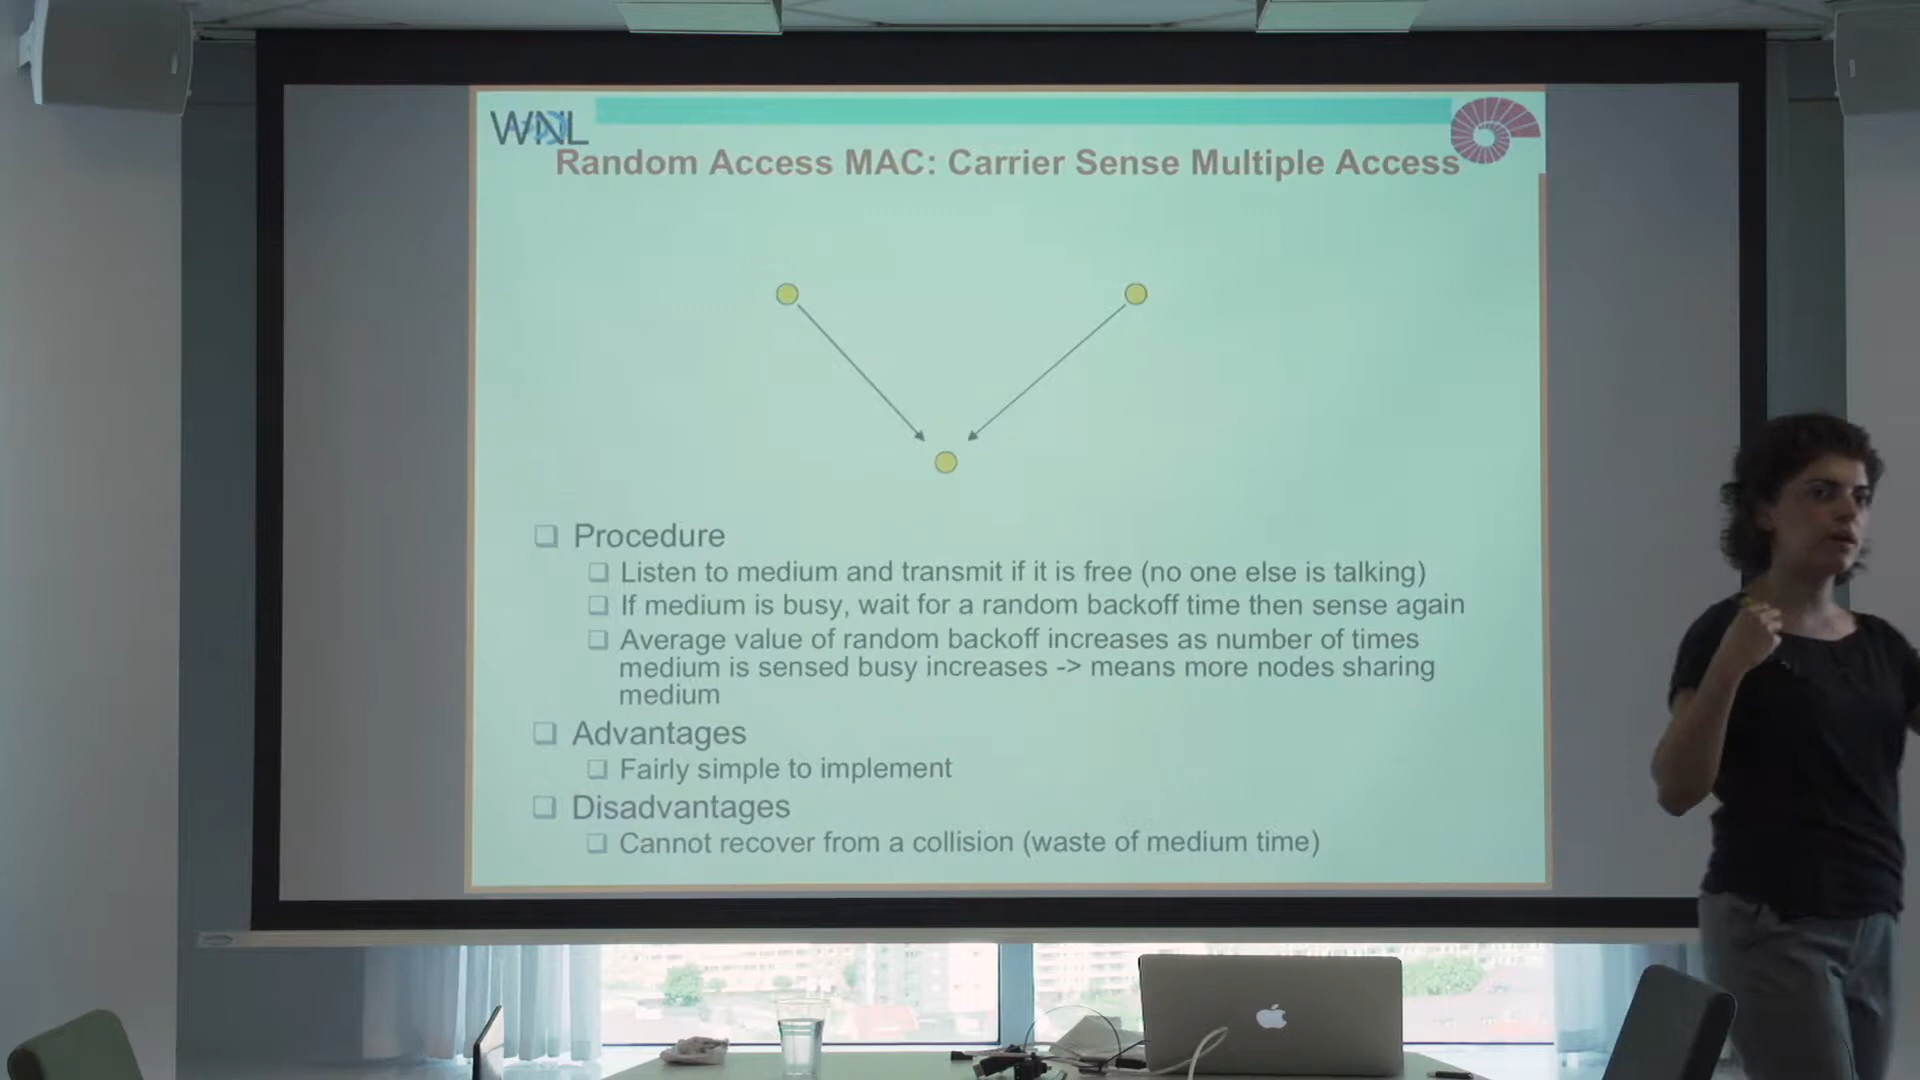 WNL
Random Access MAC: Carrier Sense Multiple Access
Procedure
Listen to medium and transmit if it is free (no one else is talking)
If medium is busy, wait for a random backoff time then sense again
Average value of random backoff increases as number of times
medium is sensed busy increases -> means more nodes sharing
medium
Advantages
Fairly simple to implement
Disadvantages
Cannot recover from a collision (waste of medium time)